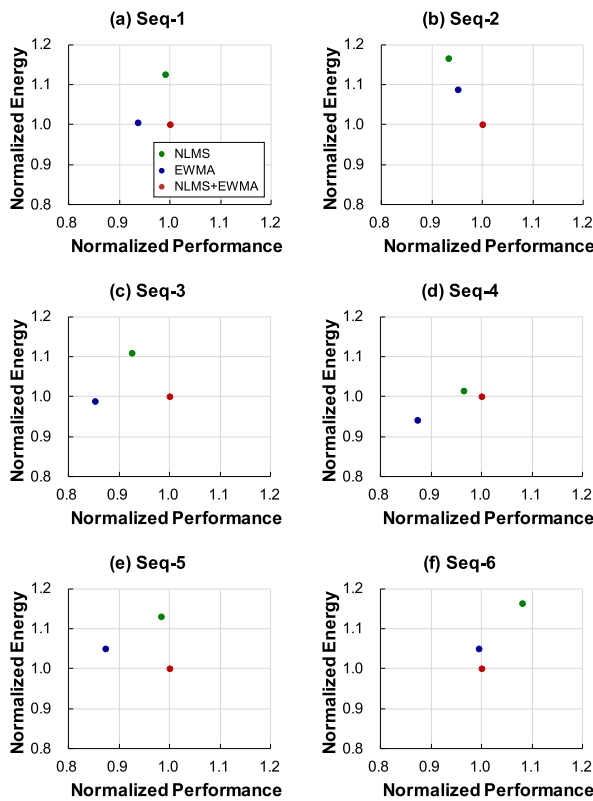 (a) Seq-1
Normalized Energy
1.2
1.1
1.0
0.9
0.8
NLMS
EWMA
NLMS+EWMA
0.8 0.9 1.0 1.1 1.2
Normalized Performance
(b) Seq-2
Normalized Energy
1.2
1.1
1.0
0.9
0.8
0.8 0.9 1.0 1.1 1.2
Normalized Performance
(c) Seq-3
Normalized Energy
1.2
1.1
1.0
0.9
0.8
0.8 0.9 1.0 1.1 1.2
Normalized Performance
(d) Seq-4
Normalized Energy
1.2
1.1
1.0
0.9
0.8
0.8 0.9 1.0 1.1 1.2
Normalized Performance
(e) Seq-5
Normalized Energy
1.2
1.1
1.0
0.9
0.8
0.8 0.9 1.0 1.1 1.2
Normalized Performance
(f) Seq-6
Normalized Energy
1.2
1.1
1.0
0.9
0.8
0.8 0.9 1.0 1.1 1.2
Normalized Performance